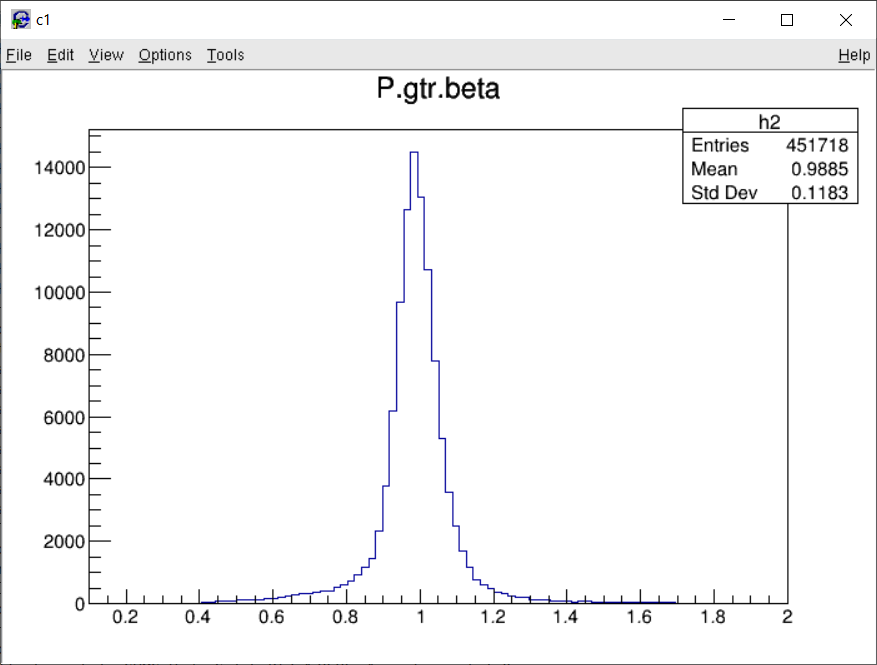 c1
File Edit View Options Tools Help
P.gtr.beta
h2
Entries 451718
Mean 0.9885
Std Dev 0.1183
14000
12000
10000
8000
6000
4000
2000
0
0.2 0.4 0.6 0.8 1 1.2 1.4 1.6 1.8 2